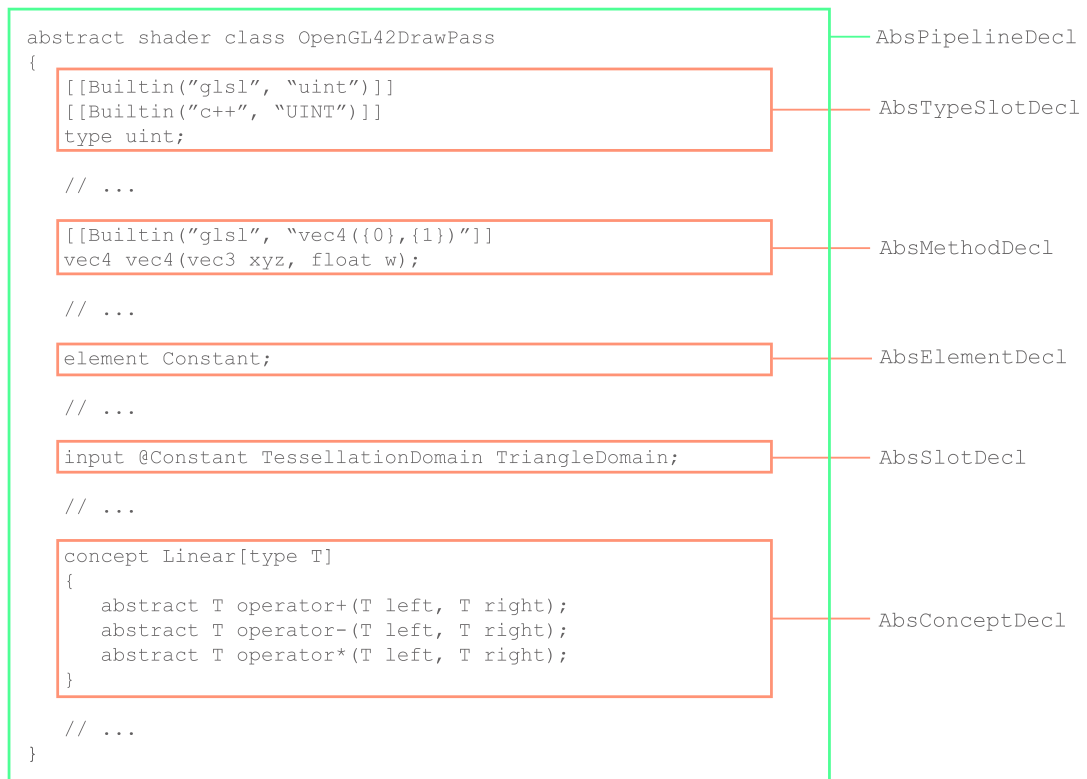 abstract shader class OpenGL42DrawPass
AbsPipelineDecl
{
[[Builtin(”glsl”, “uint”)]]
[[Builtin(”c++”, “UINT”)]]
AbsTypeSlotDecl
type uint;
// ...
[[Builtin(”glsl”, “vec4({0},{1})”]]
AbsMethodDecl
vec4 vec4(vec3 xyz, float w);
// ...
element Constant;
AbsElementDecl
// ...
input @Constant TessellationDomain TriangleDomain;
AbsSlotDecl
// ...
concept Linear[type T]
{
abstract T operator+(T left, T right);
AbsConceptDecl
abstract T operator-(T left, T right);
abstract T operator*(T left, T right);
}
// ...
}